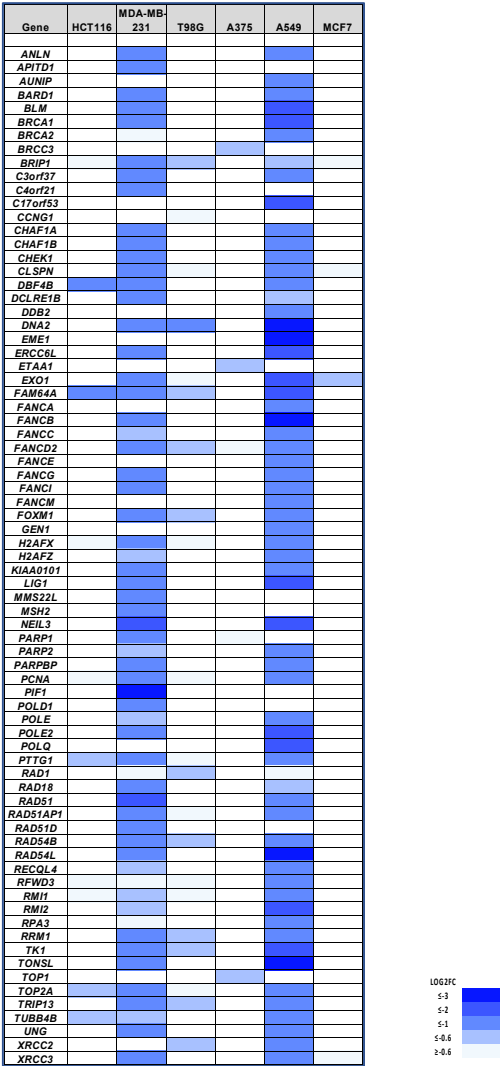 MDA-MB-
Gene HCT116 231 T98G A375 A549 MCF7
ANLN
APITD1
AUNIP
BARD1
BLM
BRCA1
BRCA2
BRCC3
BRIP1
C3orf37
C4orf21
C17orf53
CCNG1
CHAF1A
CHAF1B
CHEK1
CLSPN
DBF4B
DCLRE1B
DDB2
DNA2
EME1
ERCC6L
ETAA1
EXO1
FAM64A
FANCA
FANCB
FANCC
FANCD2
FANCE
FANCG
FANCI
FANCM
FOXM1
GEN1
H2AFX
H2AFZ
KIAA0101
LIG1
MMS22L
MSH2
NEIL3
PARP1
PARP2
PARPBP
PCNA
PIF1
POLD1
POLE
POLE2
POLQ
PTTG1
RAD1
RAD18
RAD51
RAD51AP1
RAD51D
RAD54B
RAD54L
RECQL4
RFWD3
RMI1
RMI2
RPA3
RRM1
TK1
TONSL
TOP1
TOP2A
TRIP13
TUBB4B
UNG
XRCC2
XRCC3
LOG2FC
≤-3
≤-2
≤-1
≤-0.6
≥-0.6